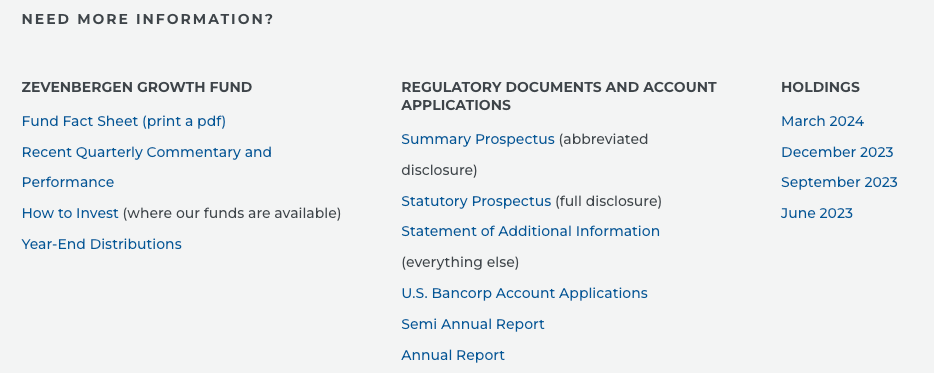 NEED MORE INFORMATION?
ZEVENBERGEN GROWTH FUND
Fund Fact Sheet (print a pdf)
Recent Quarterly Commentary and
Performance
How to Invest (where our funds are available)
Year-End Distributions
REGULATORY DOCUMENTS AND ACCOUNT
APPLICATIONS
Summary Prospectus (abbreviated
disclosure)
Statutory Prospectus (full disclosure)
Statement of Additional Information
(everything else)
U.S. Bancorp Account Applications
Semi Annual Report
Annual Report
HOLDINGS
March 2024
December 2023
September 2023
June 2023